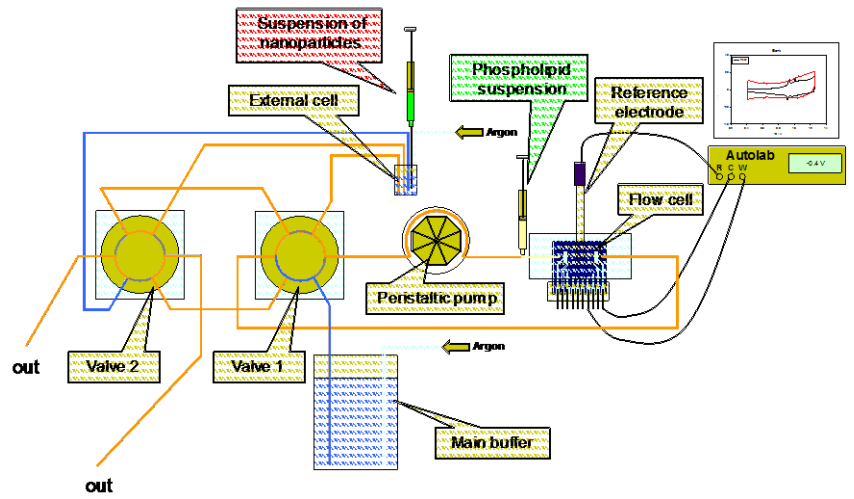 Suspension of
nanoparticles
External cell
Phospholipid
suspension
Reference
electrode
Argon
Autolab
-0.4 V
R C W
Flow cell
Peristaltic pump
Valve 2
Valve 1
Argon
out
Main buffer
out